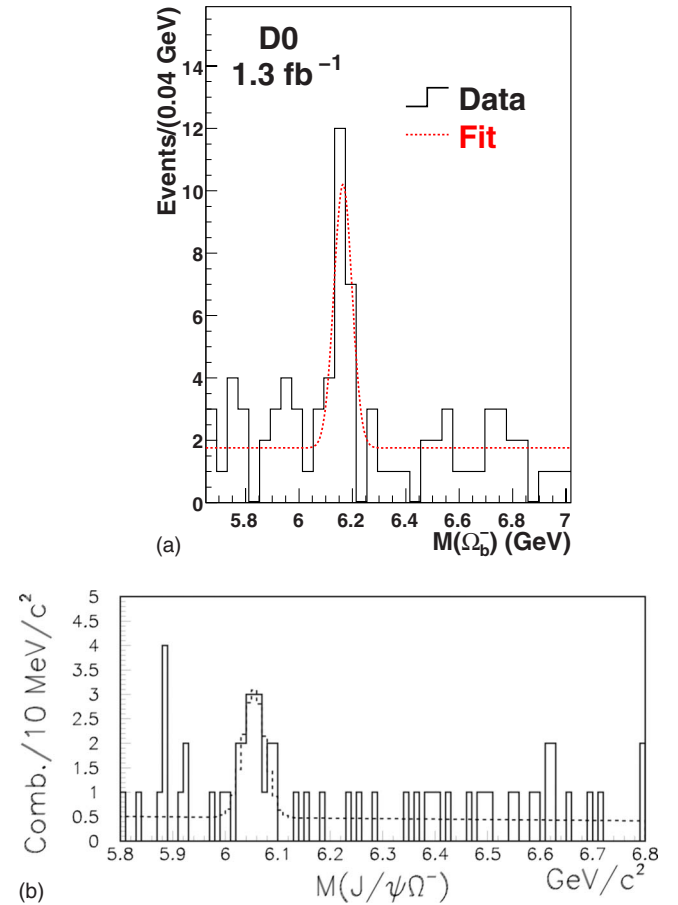 D0
1.3 fb⁻¹
Data
Fit
Events/(0.04 GeV)
14
12
10
8
6
4
2
0
5.8 6 6.2 6.4 6.6 6.8 7
M(Ω_b⁻) (GeV)
(a)
Comb./10 MeV/c²
5
4.5
4
3.5
3
2.5
2
1.5
1
0.5
0
5.8 5.9 6 6.1 6.2 6.3 6.4 6.5 6.6 6.7 6.8
M(J/ψΩ⁻) GeV/c²
(b)